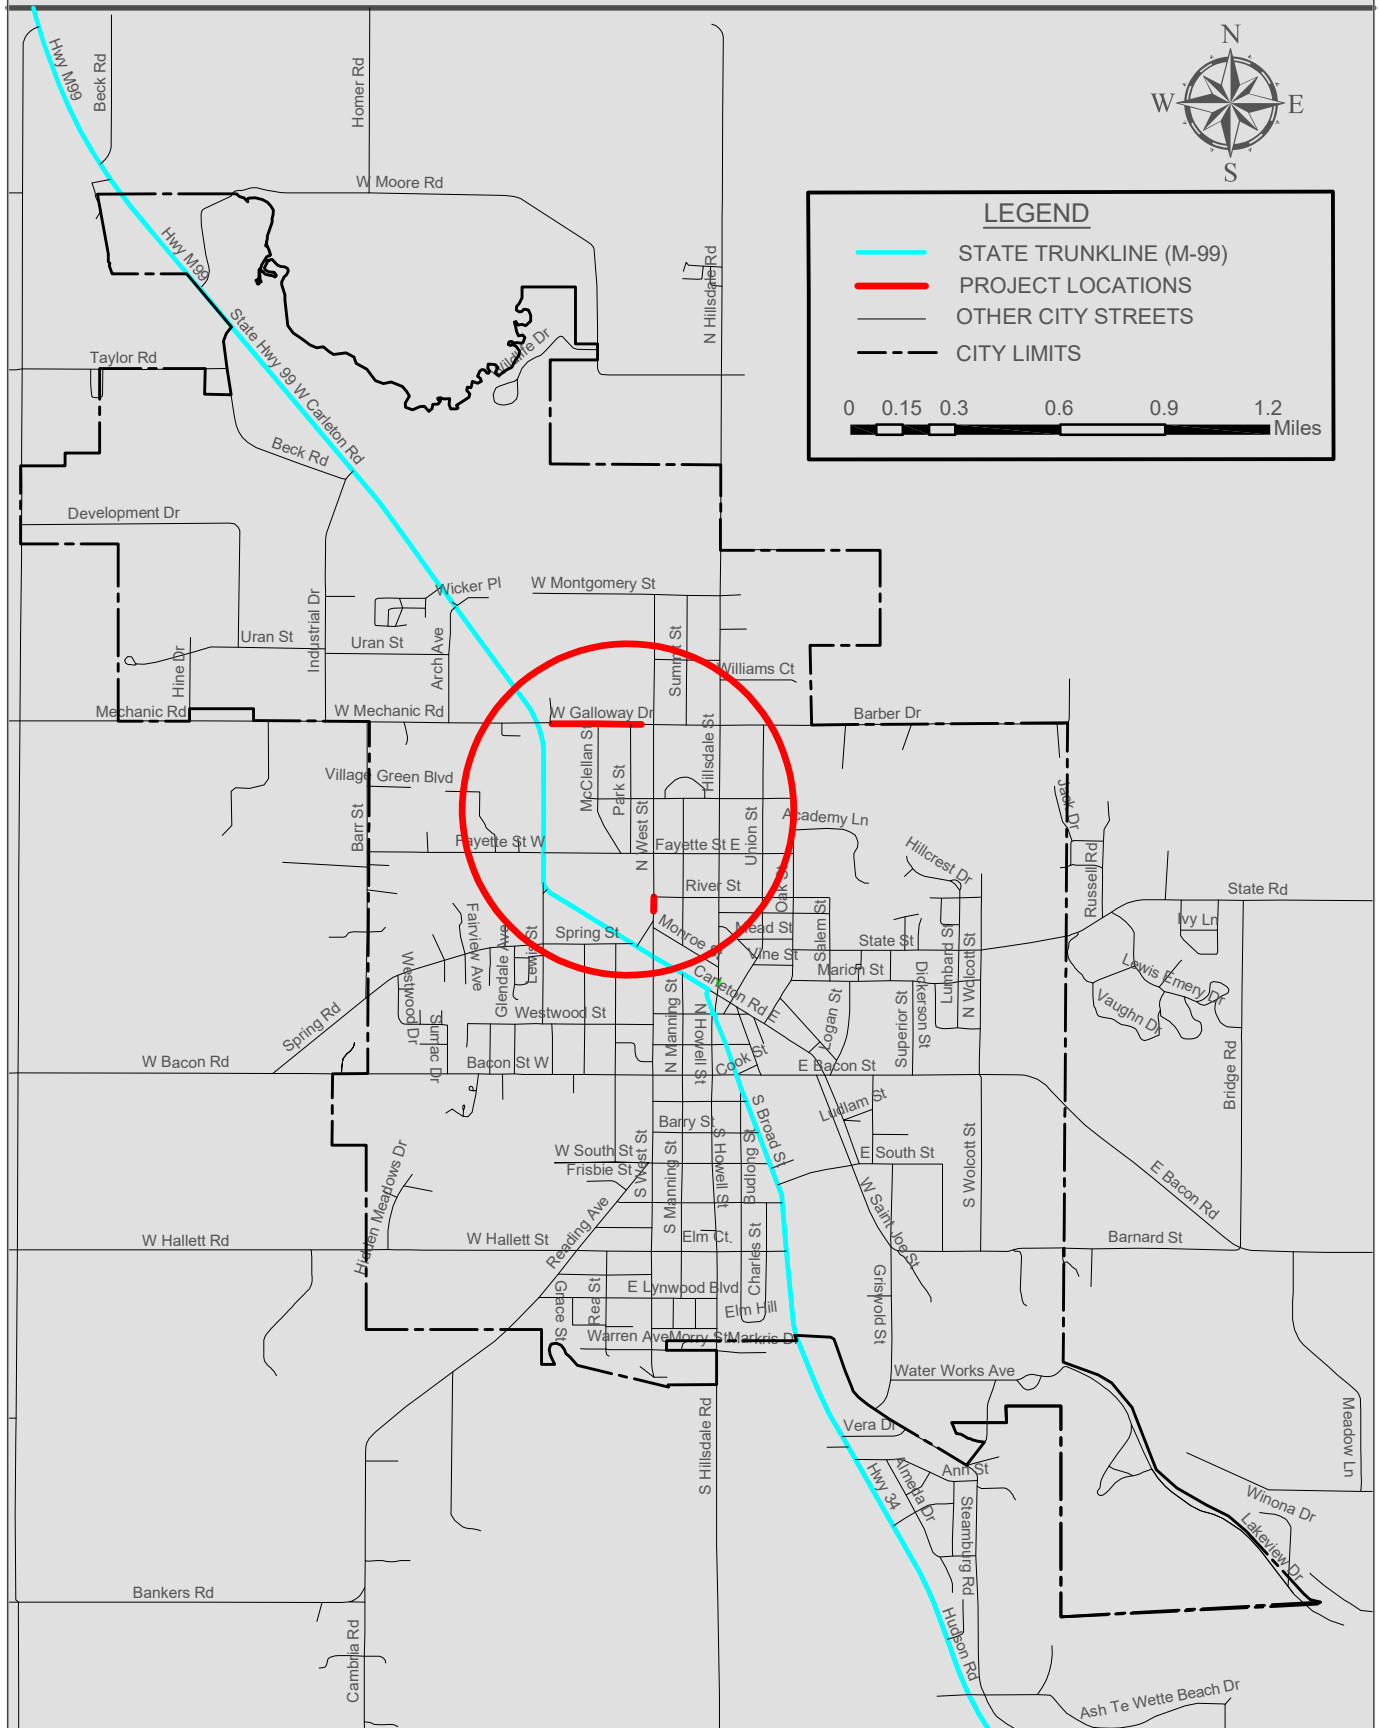 N
W
E
S
Hwy M99
Beck Rd
Homer Rd
W Moore Rd
Hwy M99
N Hillsdale Rd
LEGEND
STATE TRUNKLINE (M-99)
PROJECT LOCATIONS
OTHER CITY STREETS
CITY LIMITS
0 0.15 0.3 0.6 0.9 1.2
Miles
State Hwy 99 W Carleton Rd
Taylor Rd
Wildlife Dr
Beck Rd
Development Dr
Wicker Pl
W Montgomery St
Industrial Dr
Uran St
Uran St
Arch Ave
Hine Dr
Summit St
Williams Ct
Mechanic Rd
W Mechanic Rd
W Galloway Dr
Barber Dr
McClellan St
Park St
Hillsdale St
Village Green Blvd
Barr St
N West St
Union St
Academy Ln
Jack Dr
Fayette St W
Fayette St E
Hillcrest Dr
Russell Rd
River St
Oak St
State Rd
Fairview Ave
Glendale Ave
Lewis St
Spring St
Monroe St
Mead St
Salem St
State St
Lumbard St
N Wolcott St
Ivy Ln
Vine St
Marion St
Dickerson St
Lewis Emery Dr
Westwood Dr
Carleton Rd E
Vaughn Dr
Spring Rd
Sumac Dr
Westwood St
N Manning St
N Howell St
Logan St
Superior St
W Bacon Rd
Bacon St W
Cook St
E Bacon St
Bridge Rd
S Broad St
Ludlam St
Barry St
W South St
Frisbie St
S West St
S Manning St
S Howell St
Budlong St
E South St
S Wolcott St
E Bacon Rd
Hidden Meadows Dr
Reading Ave
W Saint Joe St
W Hallett Rd
W Hallett St
Elm Ct.
Charles St
Barnard St
Grace St
Rea St
E Lynwood Blvd
Elm Hill
Griswold St
Warren Ave
Morry St
Markris Dr
Water Works Ave
S Hillsdale Rd
Vera Dr
Meadow Ln
Hwy 34
Almeda Dr
Ann St
Steamburg Rd
Winona Dr
Lakeview Dr
Bankers Rd
Cambria Rd
Hudson Rd
Ash Te Wette Beach Dr